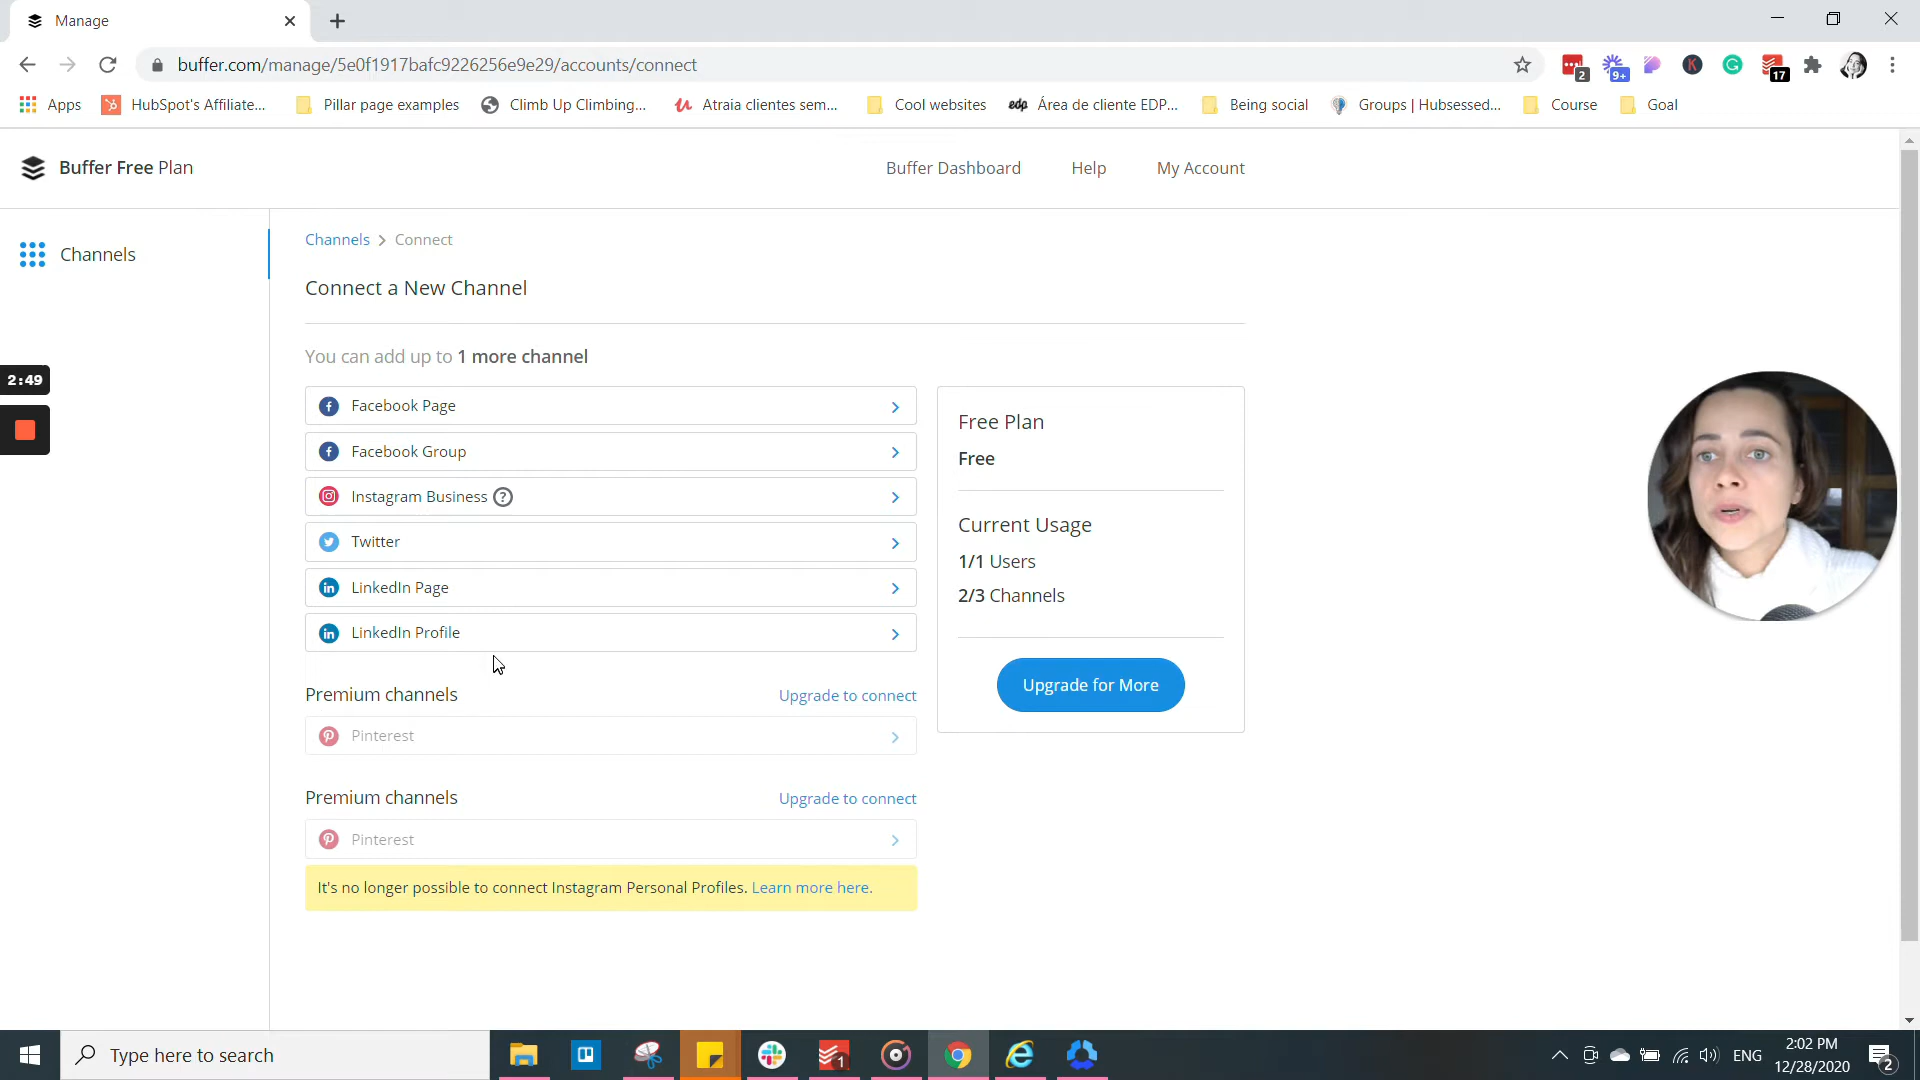 Manage
buffer.com/manage/5e0f1917bafc9226256e9e29/accounts/connect
2
9+
K
17
Apps
HubSpot's Affiliate...
Pillar page examples
Climb Up Climbing...
Atraia clientes sem...
Cool websites
edp Área de cliente EDP...
Being social
Groups | Hubsessed...
Course
Goal
Buffer Free Plan
Buffer Dashboard
Help
My Account
Channels
Channels > Connect
Connect a New Channel
You can add up to 1 more channel
2:49
Facebook Page
Facebook Group
Instagram Business ?
Twitter
LinkedIn Page
LinkedIn Profile
Free Plan
Free
Current Usage
1/1 Users
2/3 Channels
Upgrade for More
Premium channels
Upgrade to connect
Pinterest
Premium channels
Upgrade to connect
Pinterest
It's no longer possible to connect Instagram Personal Profiles. Learn more here.
Type here to search
1
ENG
2:02 PM
12/28/2020
2